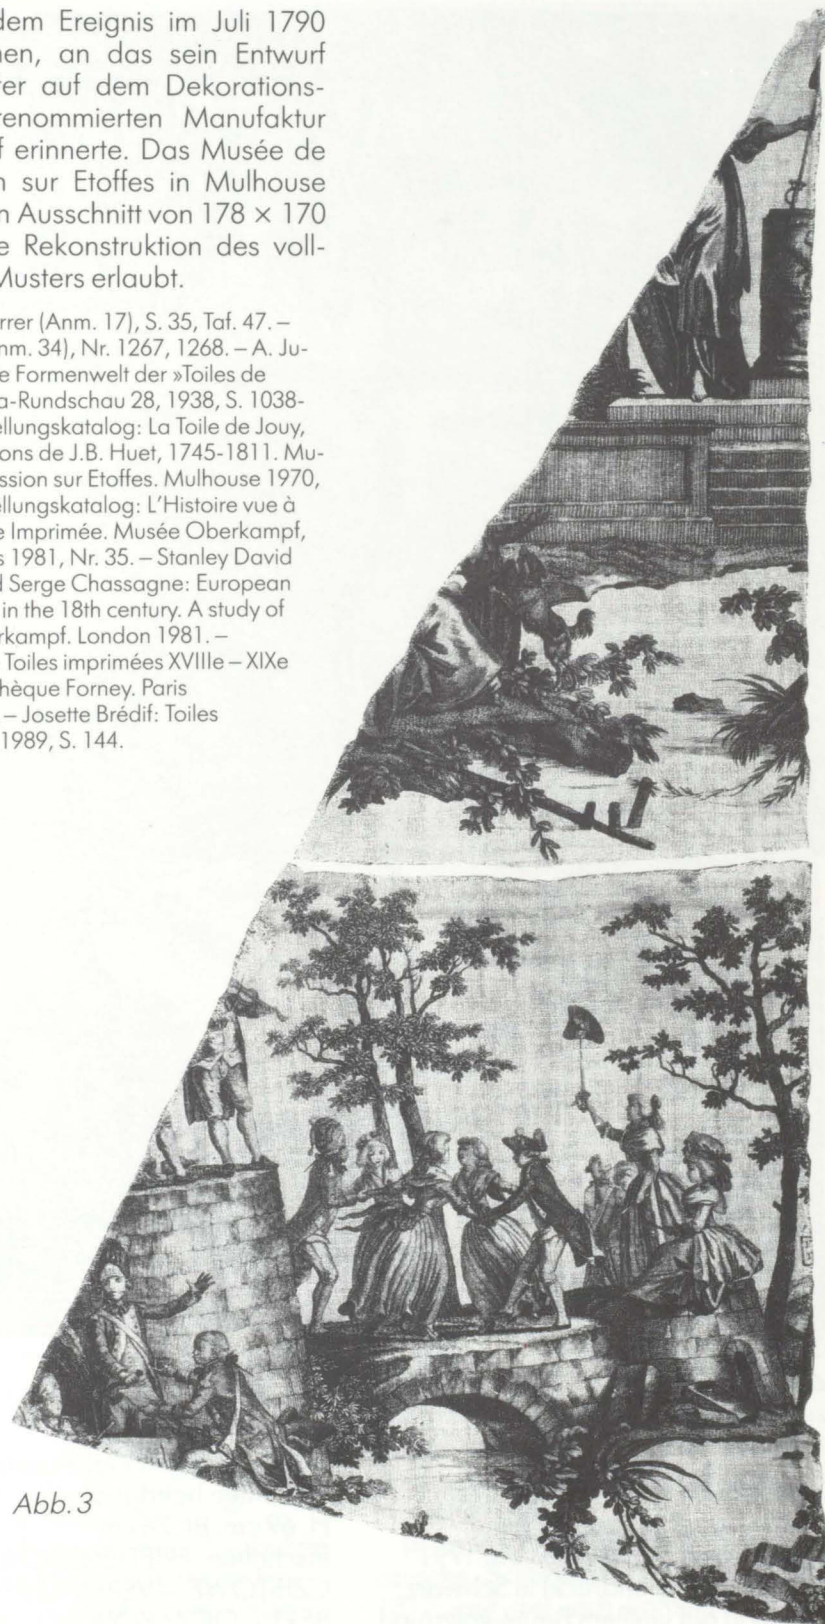 dem Ereignis im Juli 1790
en, an das sein Entwurf
er auf dem Dekorations-
renommierten Manufaktur
f erinnerte. Das Musée de
n sur Etoffes in Mulhouse
n Ausschnitt von 178 × 170
e Rekonstruktion des voll-
Musters erlaubt.
rrer (Anm. 17), S. 35, Taf. 47. –
nm. 34), Nr. 1267, 1268. – A. Ju-
e Formenwelt der »Toiles de
a-Rundschau 28, 1938, S. 1038-
ellungskatalog: La Toile de Jouy,
ons de J.B. Huet, 1745-1811. Mu-
ssion sur Etoffes. Mulhouse 1970,
ellungskatalog: L'Histoire vue à
e Imprimée. Musée Oberkampf,
s 1981, Nr. 35. – Stanley David
d Serge Chassagne: European
in the 18th century. A study of
rkampf. London 1981. –
Toiles imprimées XVIIIe – XIXe
hèque Forney. Paris
– Josette Brédif: Toiles
1989, S. 144.
Abb. 3